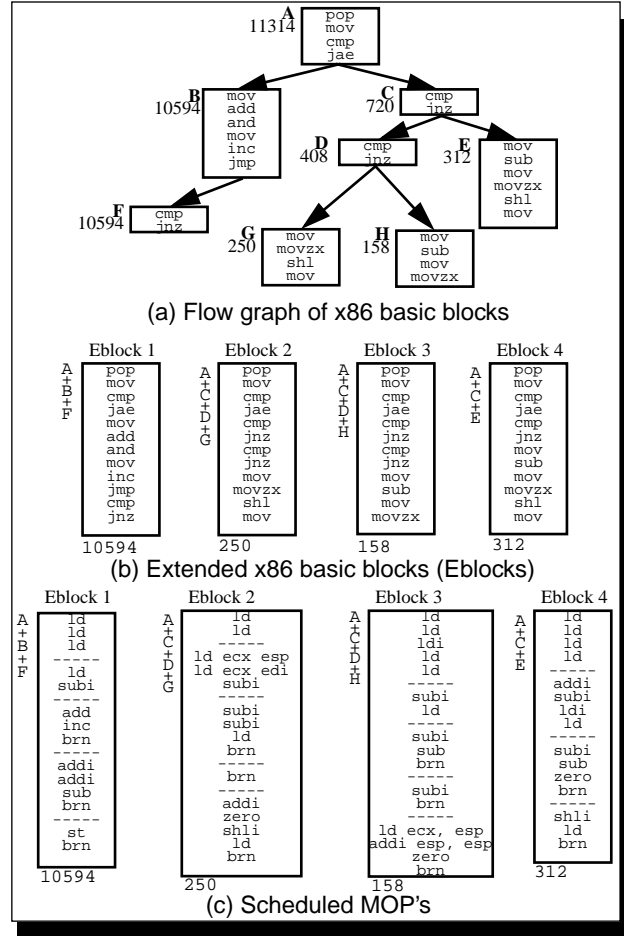 A
11314
pop
mov
cmp
jae
B
10594
mov
add
and
mov
inc
jmp
C
720
cmp
jnz
D
408
cmp
jnz
E
312
mov
sub
mov
movzx
shl
mov
F
10594
cmp
jnz
G
250
mov
movzx
shl
mov
H
158
mov
sub
mov
movzx
(a) Flow graph of x86 basic blocks
Eblock 1
A
+
B
+
F
pop
mov
cmp
jae
mov
add
and
mov
inc
jmp
cmp
jnz
10594
Eblock 2
A
+
C
+
D
+
G
pop
mov
cmp
jae
cmp
jnz
cmp
jnz
mov
movzx
shl
mov
250
Eblock 3
A
+
C
+
D
+
H
pop
mov
cmp
jae
cmp
jnz
cmp
jnz
mov
sub
mov
movzx
158
Eblock 4
A
+
C
+
E
pop
mov
cmp
jae
cmp
jnz
mov
sub
mov
movzx
shl
mov
312
(b) Extended x86 basic blocks (Eblocks)
Eblock 1
A
+
B
+
F
ld
ld
ld
-----
ld
subi
-----
add
inc
brn
-----
addi
addi
sub
brn
-----
st
brn
10594
Eblock 2
A
+
C
+
D
+
G
ld
ld
-----
ld ecx esp
ld ecx edi
subi
-----
subi
subi
ld
brn
-----
brn
-----
addi
zero
shli
ld
brn
250
Eblock 3
A
+
C
+
D
+
H
ld
ld
ldi
ld
ld
-----
subi
ld
-----
subi
sub
brn
-----
subi
brn
-----
ld ecx, esp
addi esp, esp
zero
brn
158
Eblock 4
A
+
C
+
E
ld
ld
ld
ld
-----
addi
subi
ldi
ld
-----
subi
sub
zero
brn
-----
shli
ld
brn
312
(c) Scheduled MOP's